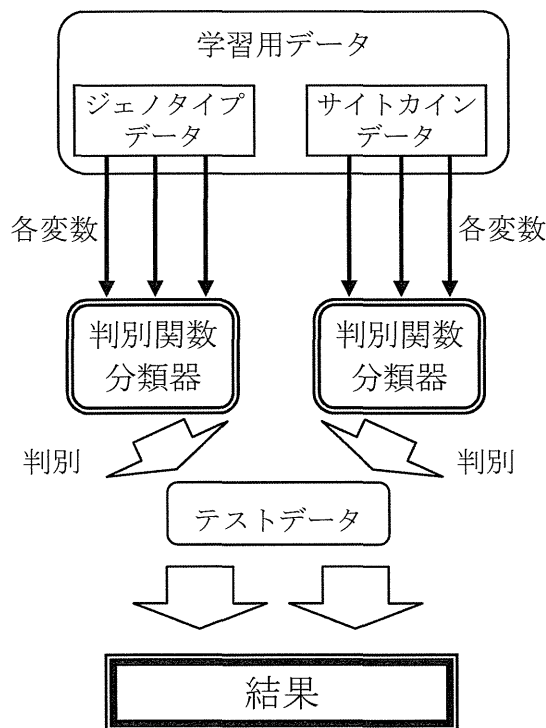 学習用データ
ジェノタイプ
データ
サイトカイン
データ
各変数
各変数
判別関数
分類器
判別関数
分類器
判別
判別
テストデータ
結果